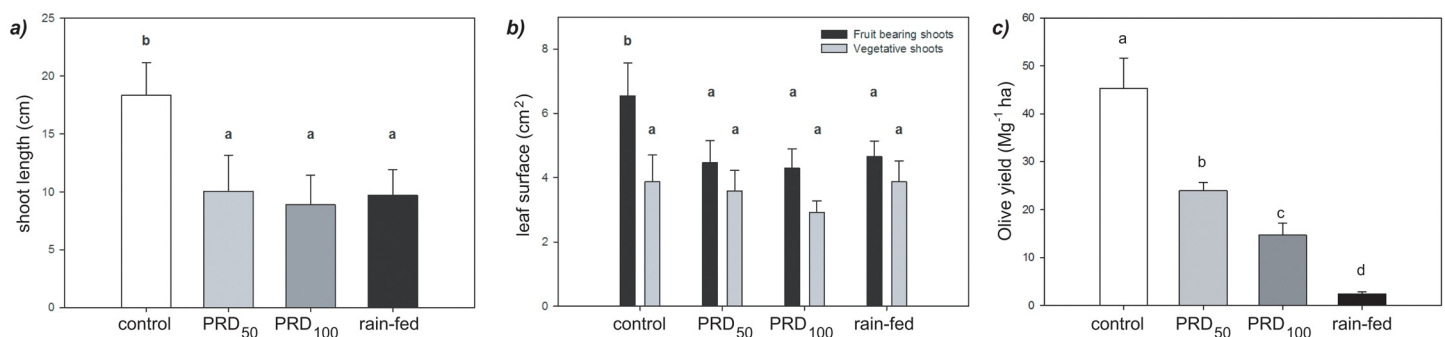 a)
shoot length (cm)
25
20
15
10
5
0
b
a
a
a
control
PRD50
PRD100
rain-fed
b)
leaf surface (cm2)
8
6
4
2
0
Fruit bearing shoots
Vegetative shoots
b
a
a
a
a
a
a
a
control
PRD50
PRD100
rain-fed
c)
Olive yield (Mg-1 ha)
60
50
40
30
20
10
0
a
b
c
d
control
PRD50
PRD100
rain-fed